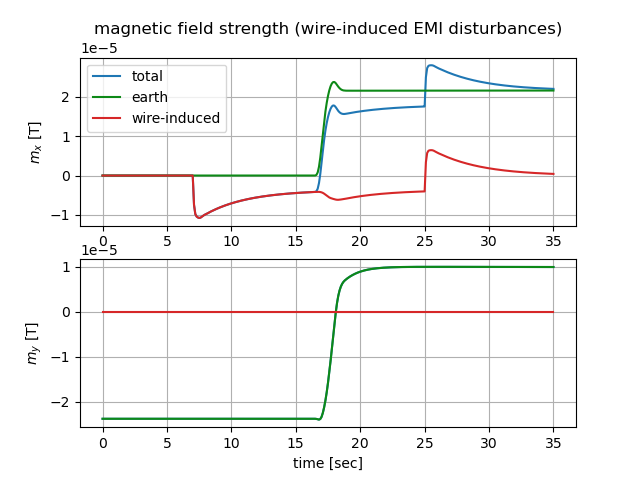 magnetic field strength (wire-induced EMI disturbances)
1e−5
total
earth
wire-induced
m_x [T]
2
1
0
−1
0 5 10 15 20 25 30 35
1e−5
m_y [T]
1
0
−1
−2
0 5 10 15 20 25 30 35
time [sec]